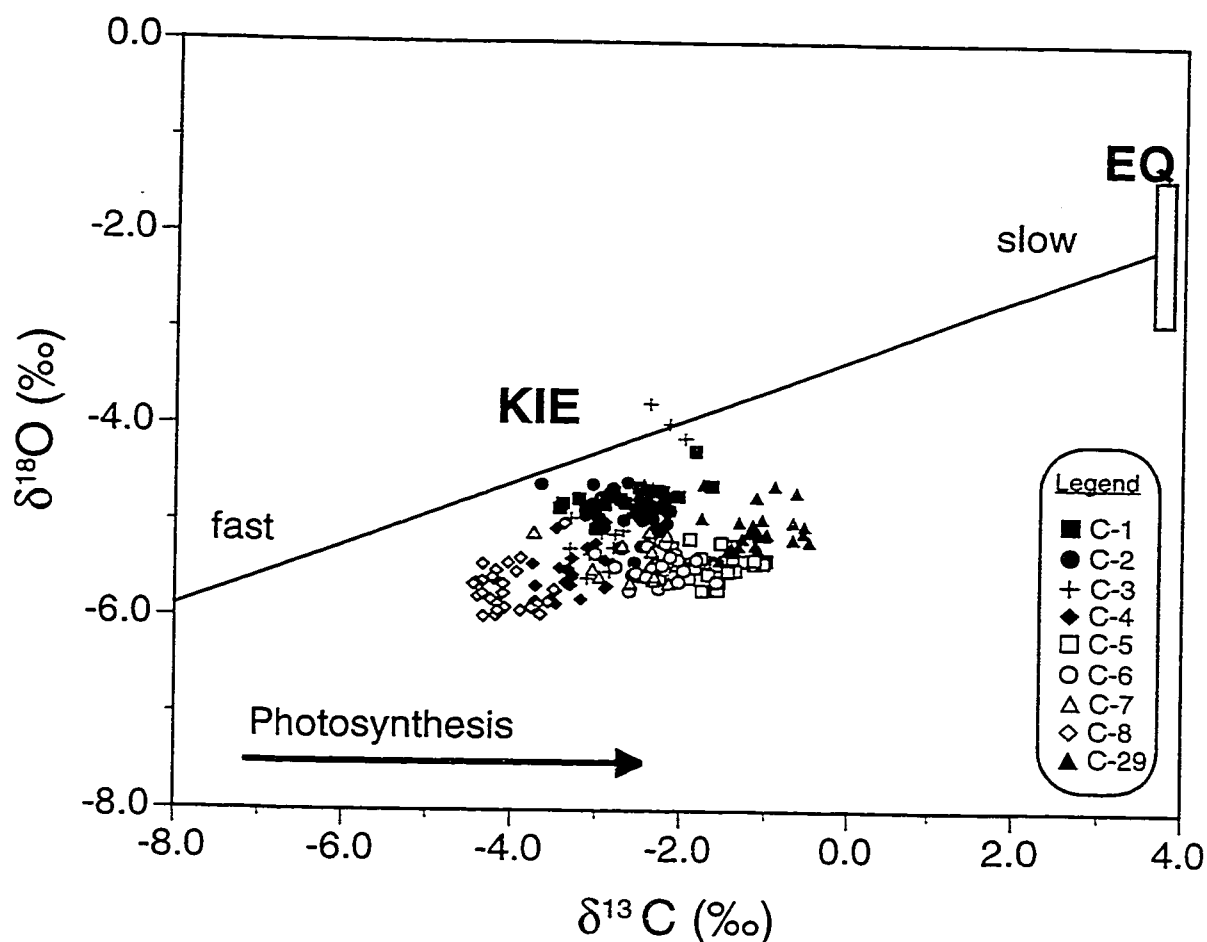 0.0
-2.0
-4.0
-6.0
-8.0
δ18O (‰)
EQ
slow
KIE
fast
Photosynthesis
Legend
C-1
C-2
C-3
C-4
C-5
C-6
C-7
C-8
C-29
-8.0 -6.0 -4.0 -2.0 0.0 2.0 4.0
δ13 C (‰)